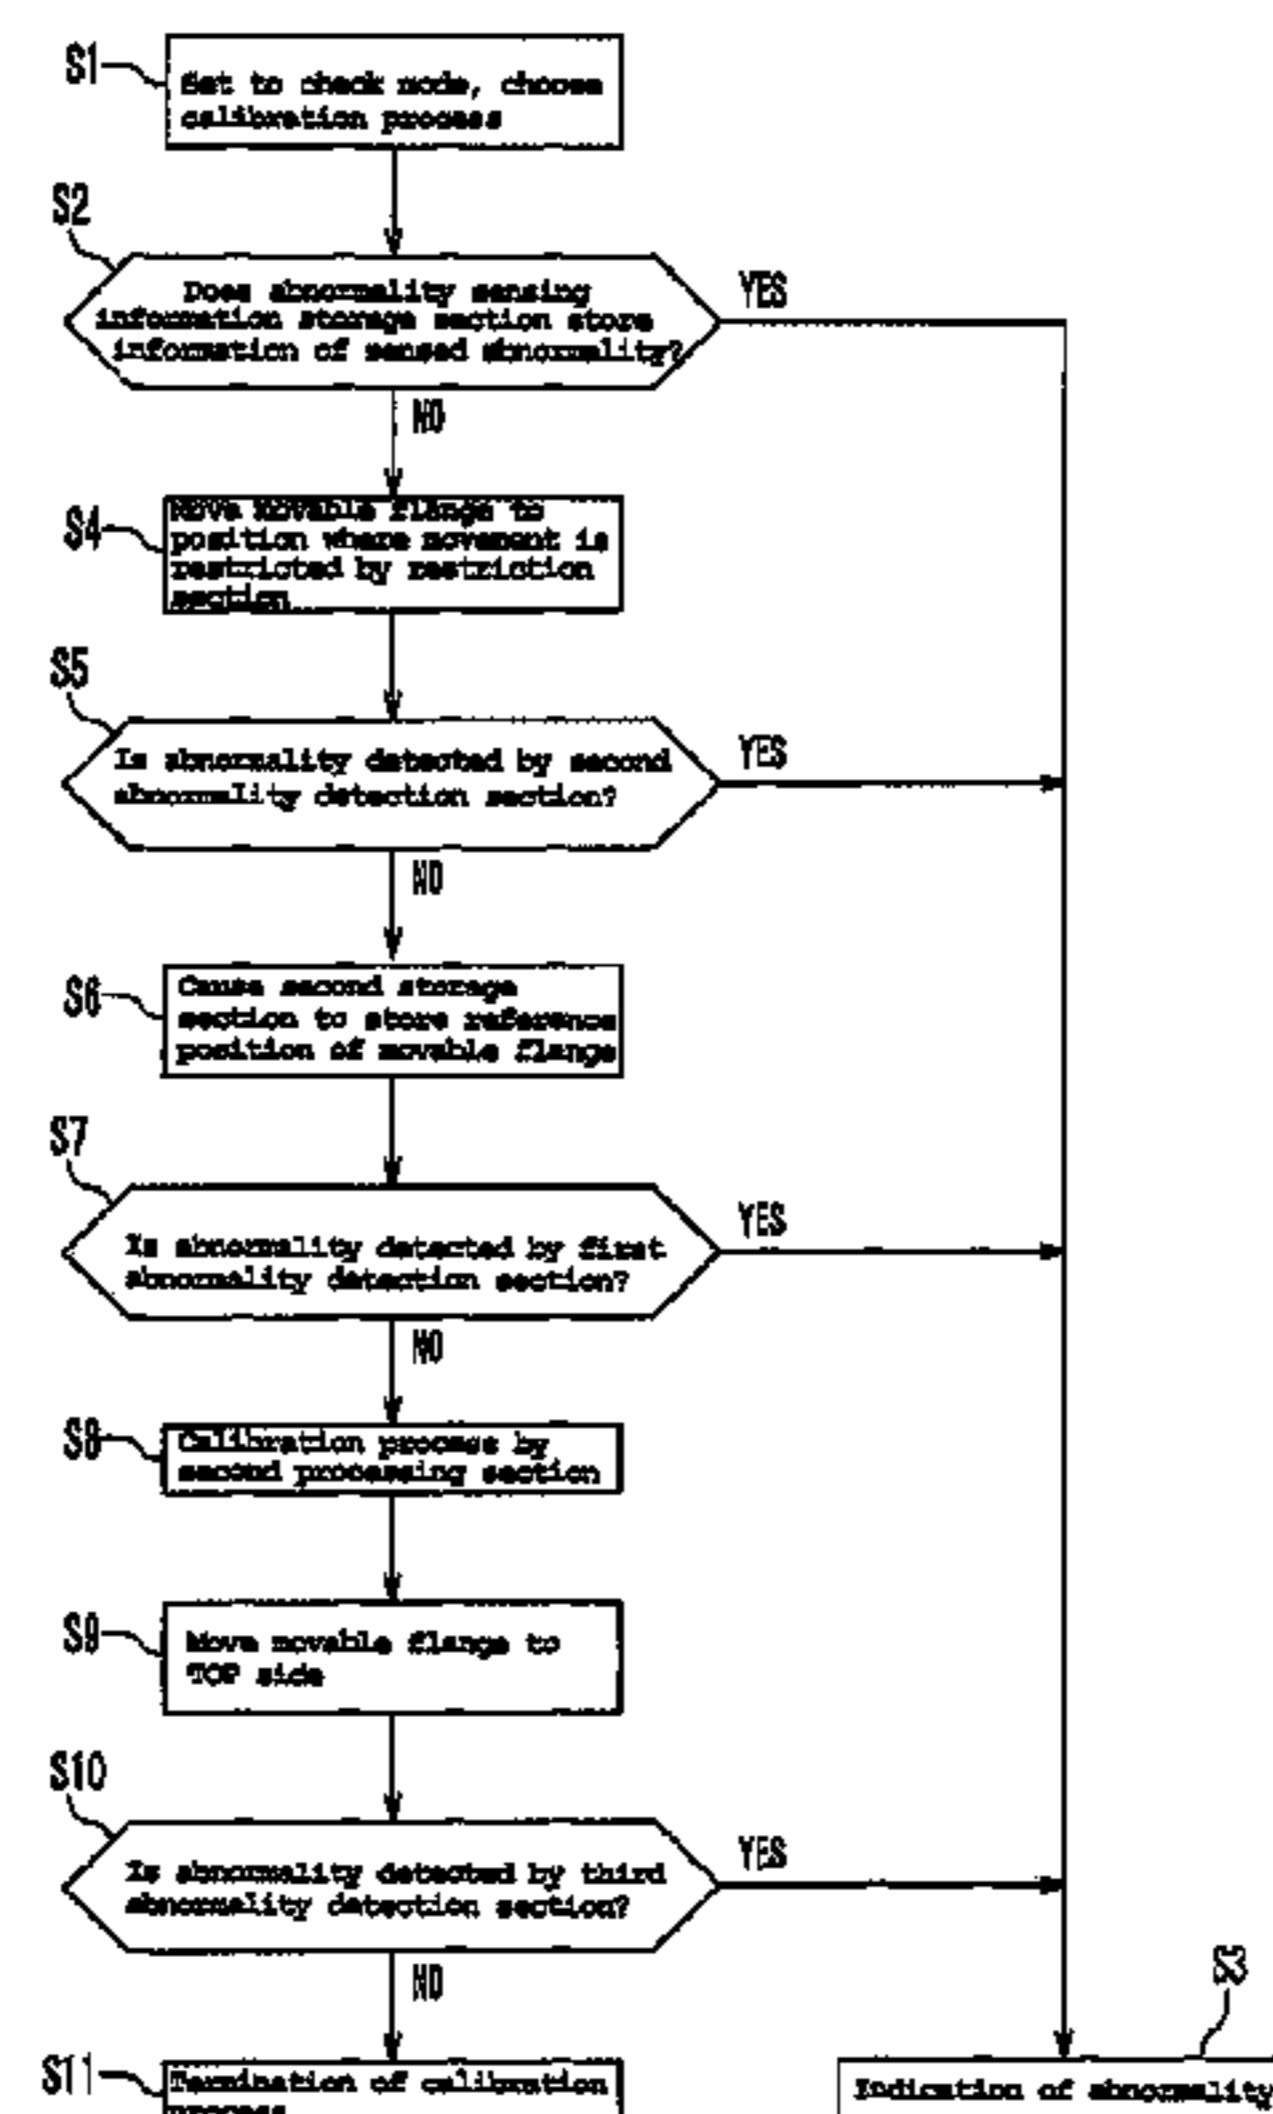 S1
Set to check mode, choose
calibration process
S2
Does abnormality sensing
information storage section store
information of sensed abnormality?
YES
NO
S4
Move movable flange to
position where movement is
restricted by restriction
section
S5
Is abnormality detected by second
abnormality detection section?
YES
NO
S6
Cause second storage
section to store reference
position of movable flange
S7
Is abnormality detected by first
abnormality detection section?
YES
NO
S8
Calibration process by
second processing section
S9
Move movable flange to
TOP side
S10
Is abnormality detected by third
abnormality detection section?
YES
NO
S3
S11
Termination of calibration
process
Indication of abnormality